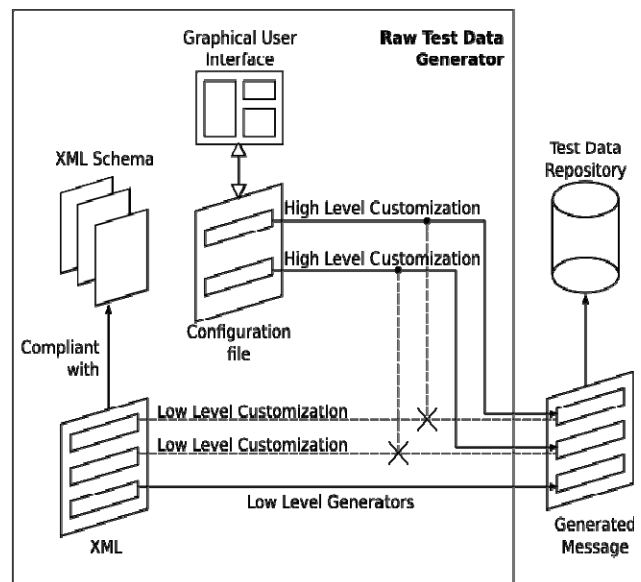 Graphical User
Interface
Raw Test Data
Generator
XML Schema
Test Data
Repository
High Level Customization
High Level Customization
Configuration
file
Compliant
with
Low Level Customization
Low Level Customization
Low Level Generators
XML
Generated
Message